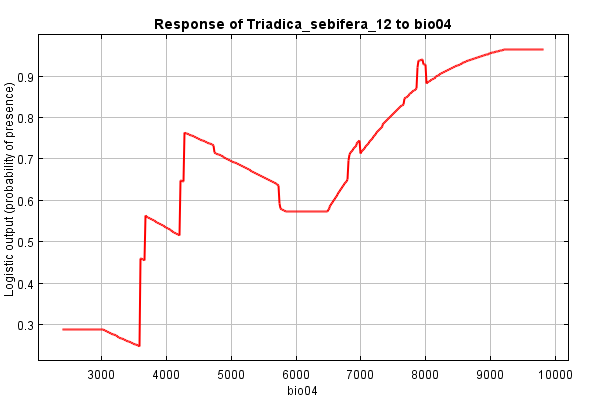 Response of Triadica_sebifera_12 to bio04
Logistic output (probability of presence)
0.9
0.8
0.7
0.6
0.5
0.4
0.3
3000 4000 5000 6000 7000 8000 9000 10000
bio04